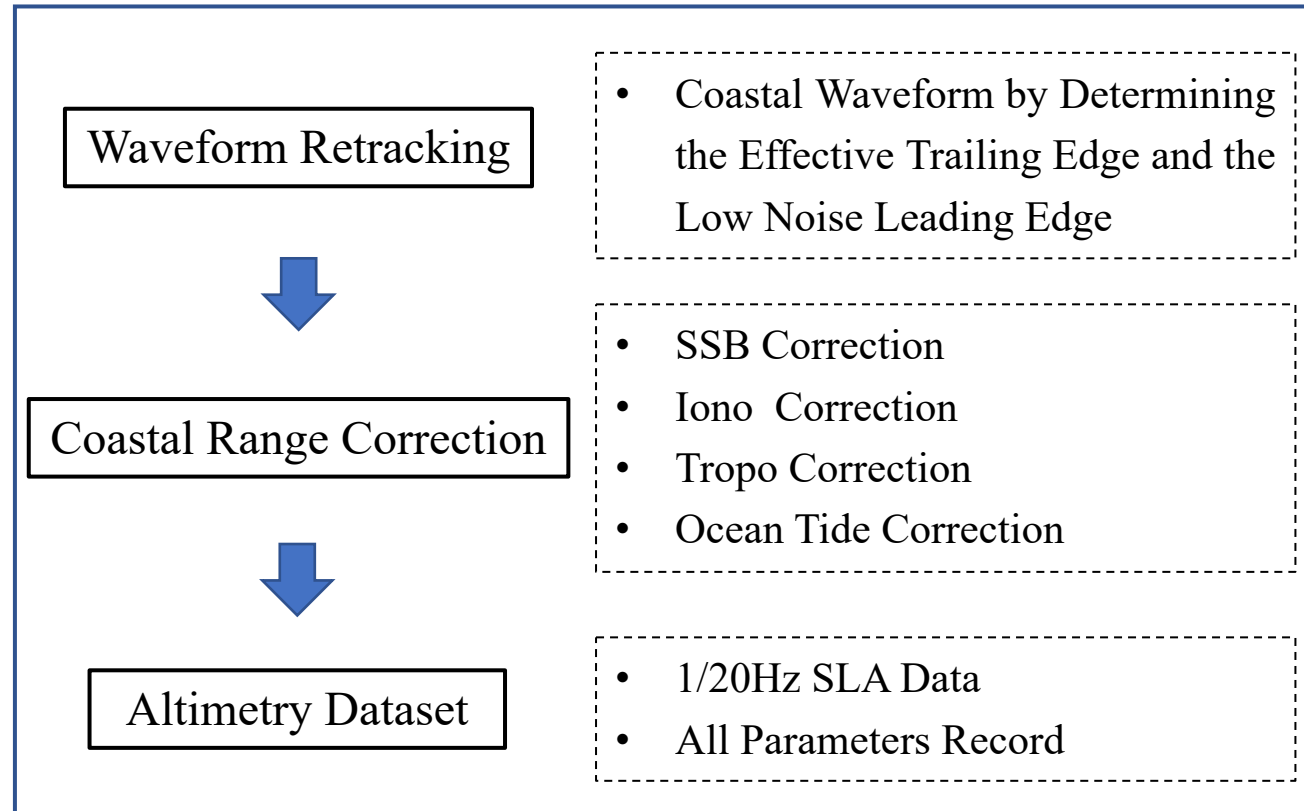 Waveform Retracking
• Coastal Waveform by Determining
the Effective Trailing Edge and the
Low Noise Leading Edge
Coastal Range Correction
• SSB Correction
• Iono  Correction
• Tropo Correction
• Ocean Tide Correction
Altimetry Dataset
• 1/20Hz SLA Data
• All Parameters Record